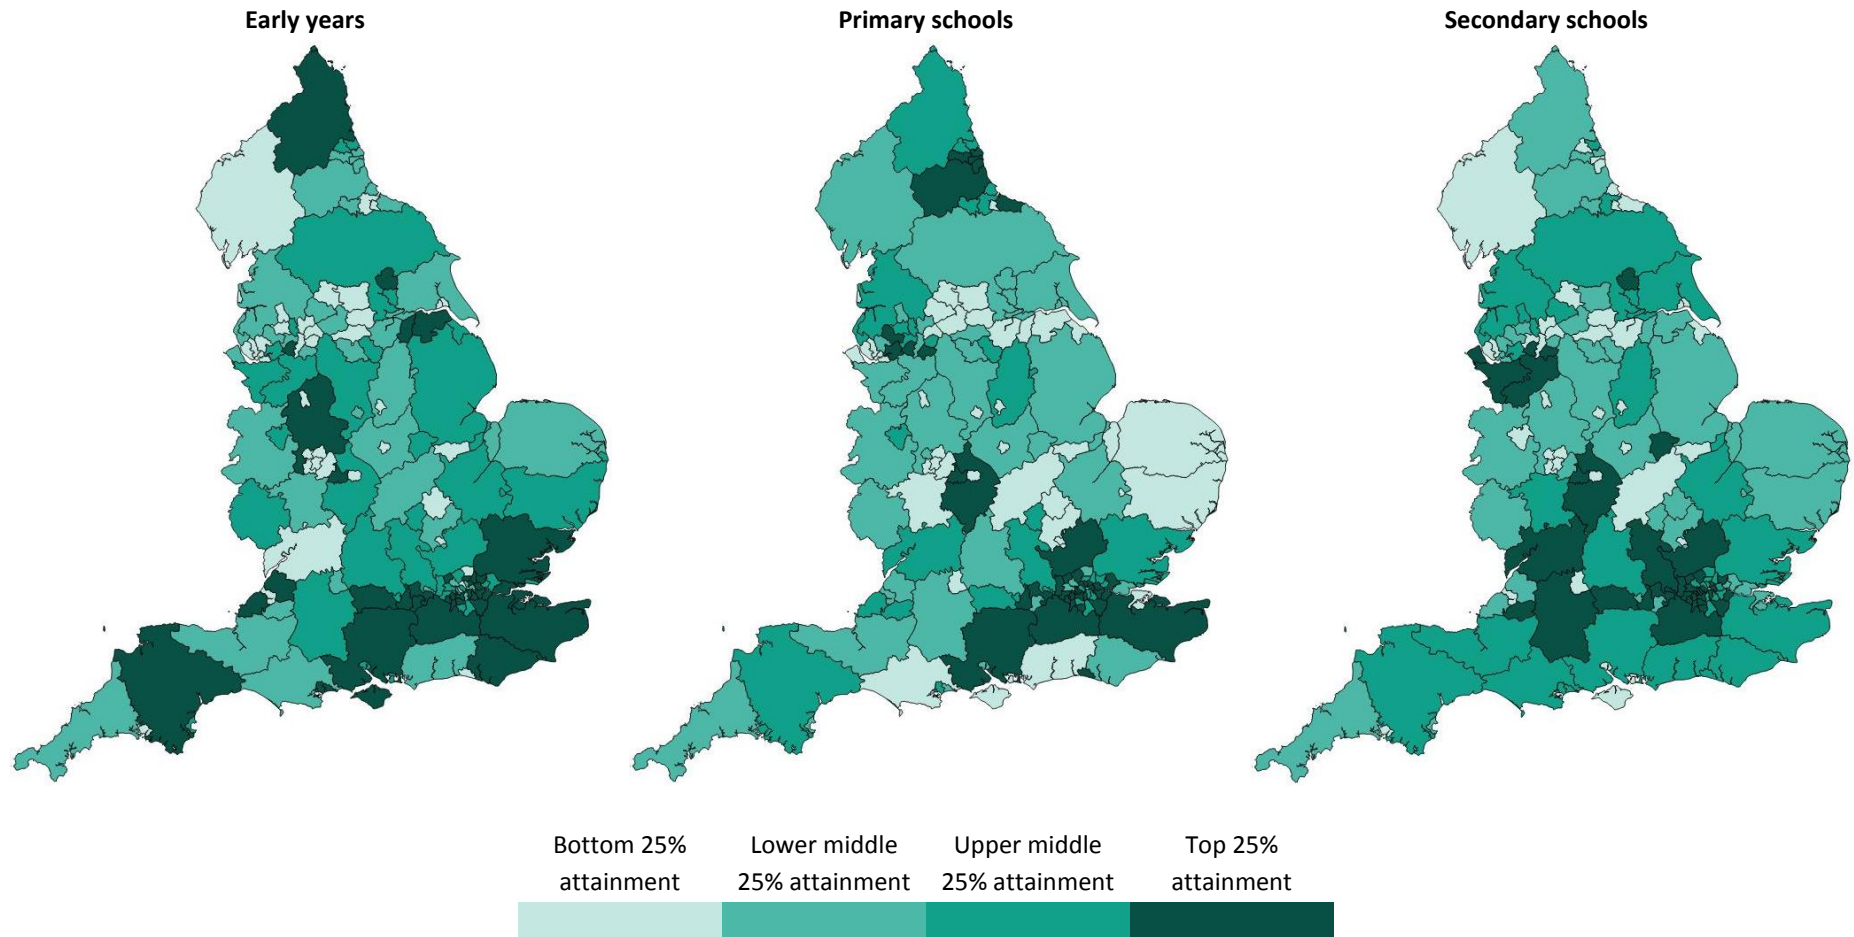 Early years
Primary schools
Secondary schools
Bottom 25%
attainment
Lower middle
25% attainment
Upper middle
25% attainment
Top 25%
attainment